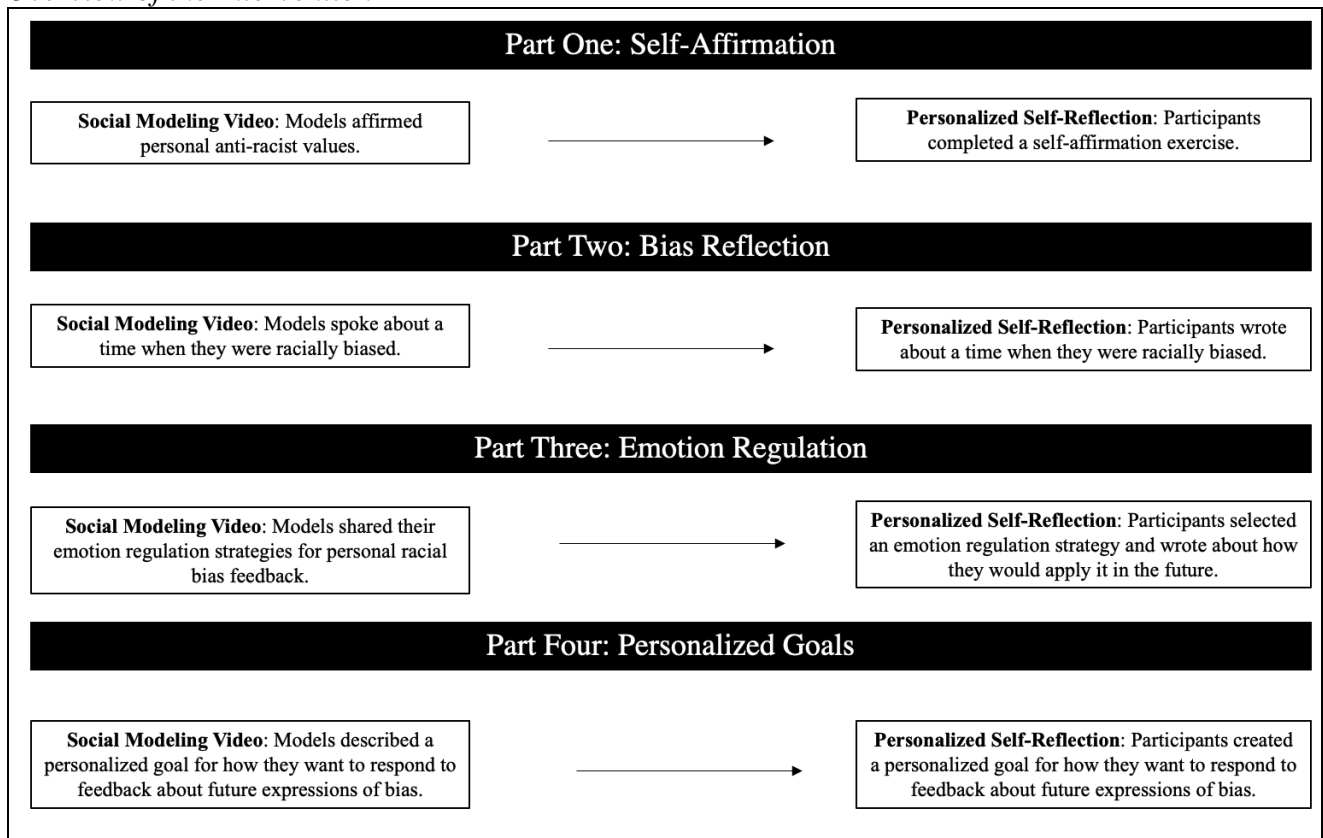 Part One: Self-Affirmation
Social Modeling Video: Models affirmed
personal anti-racist values.
Personalized Self-Reflection: Participants
completed a self-affirmation exercise.
Part Two: Bias Reflection
Social Modeling Video: Models spoke about a
time when they were racially biased.
Personalized Self-Reflection: Participants wrote
about a time when they were racially biased.
Part Three: Emotion Regulation
Social Modeling Video: Models shared their
emotion regulation strategies for personal racial
bias feedback.
Personalized Self-Reflection: Participants selected
an emotion regulation strategy and wrote about how
they would apply it in the future.
Part Four: Personalized Goals
Social Modeling Video: Models described a
personalized goal for how they want to respond to
feedback about future expressions of bias.
Personalized Self-Reflection: Participants created
a personalized goal for how they want to respond to
feedback about future expressions of bias.